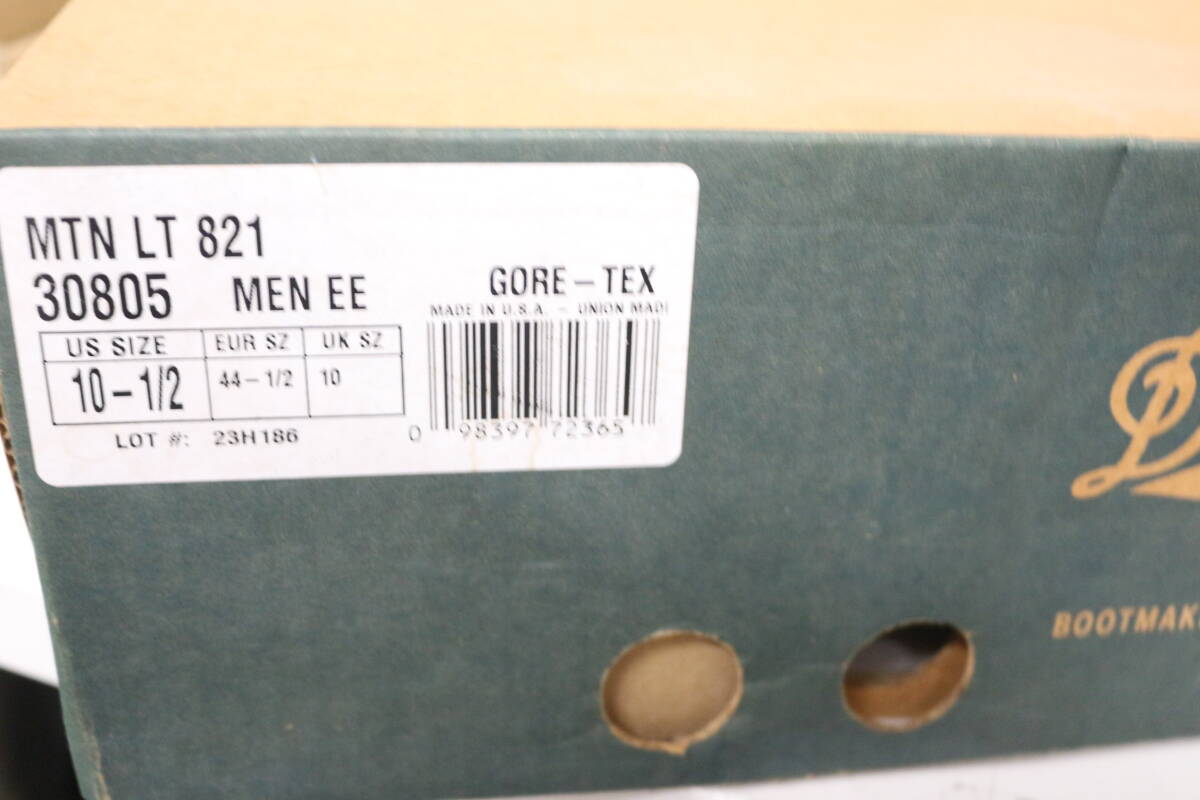 MTN LT 821
30805 MEN EE
GORE-TEX
MADE IN U.S.A. - UNION MADE
US SIZE EUR SZ UK SZ
10-1/2 44-1/2 10
LOT #: 23H186
0 98397 72365
D
BOOTMAK